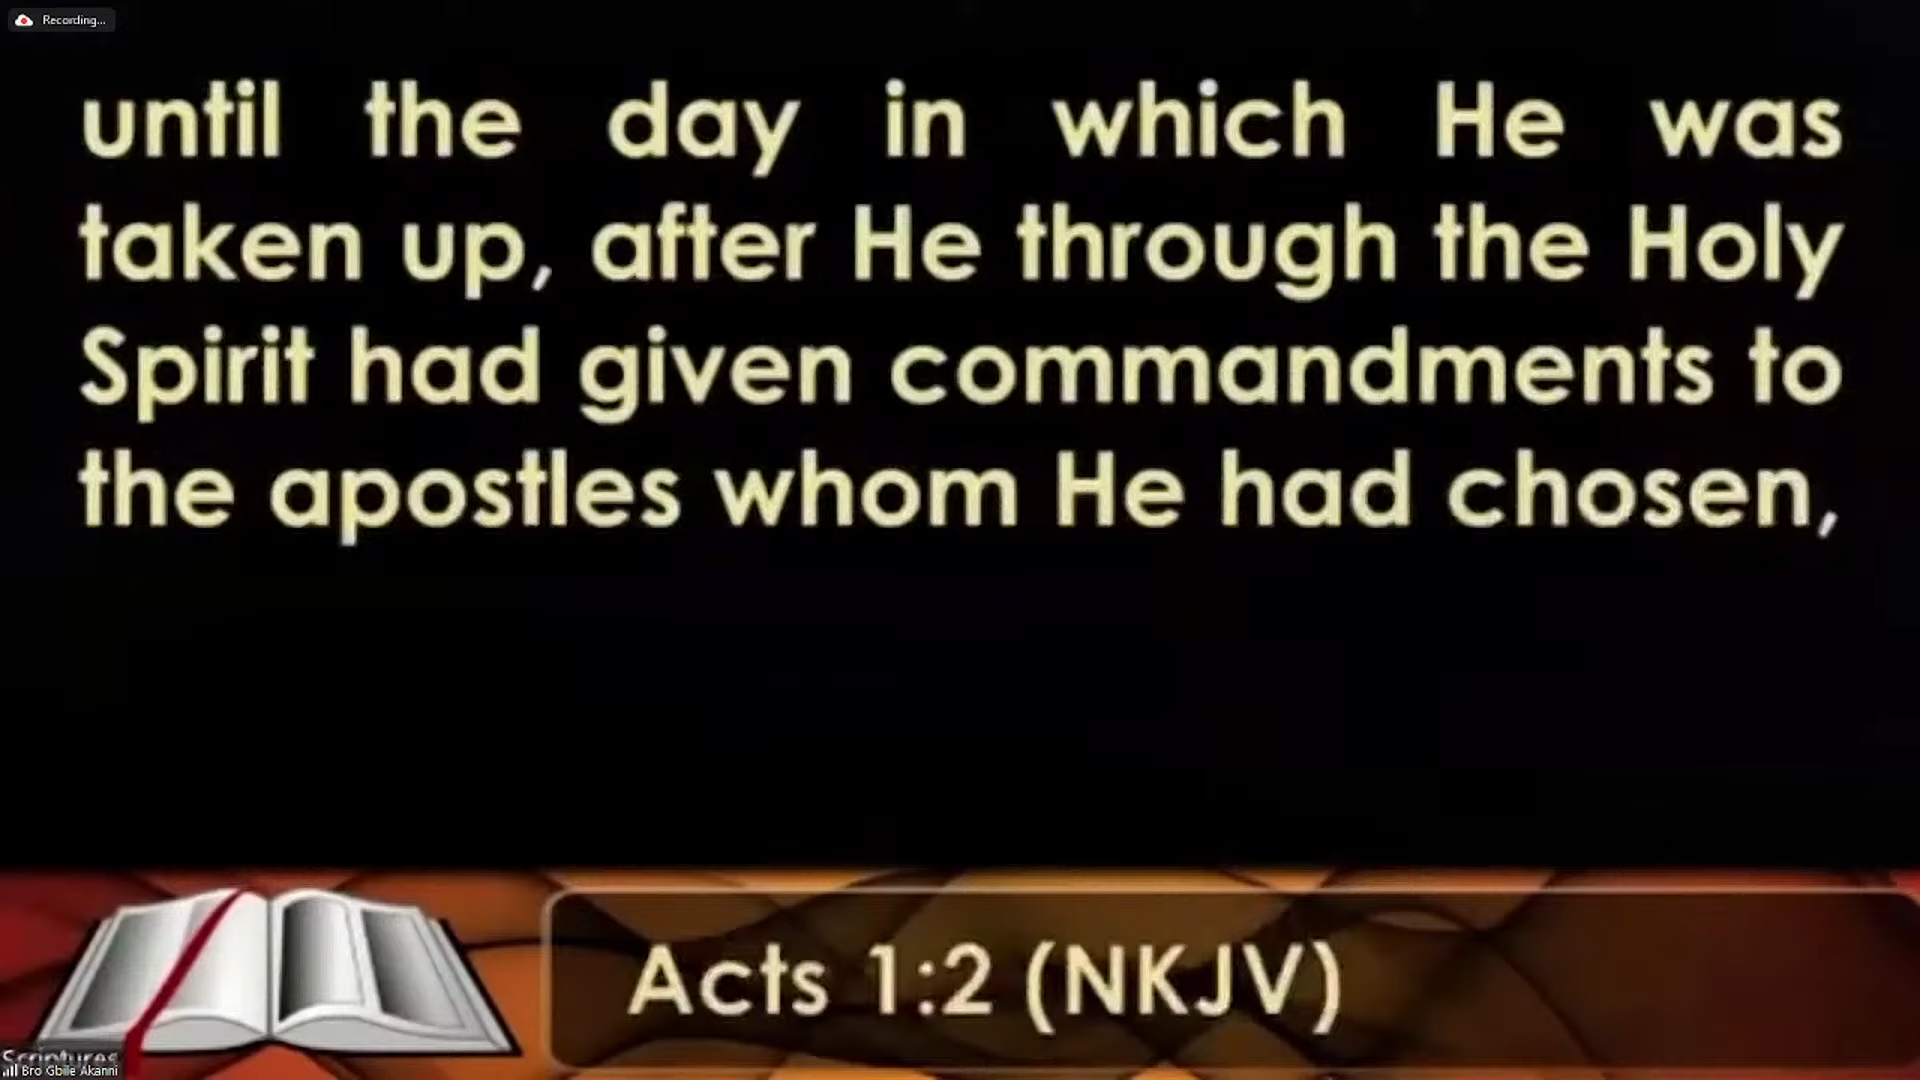 Recording...
until the day in which He was
taken up, after He through the Holy
Spirit had given commandments to
the apostles whom He had chosen,
Acts 1:2 (NKJV)
Scriptures
Bro Gbile Akanni